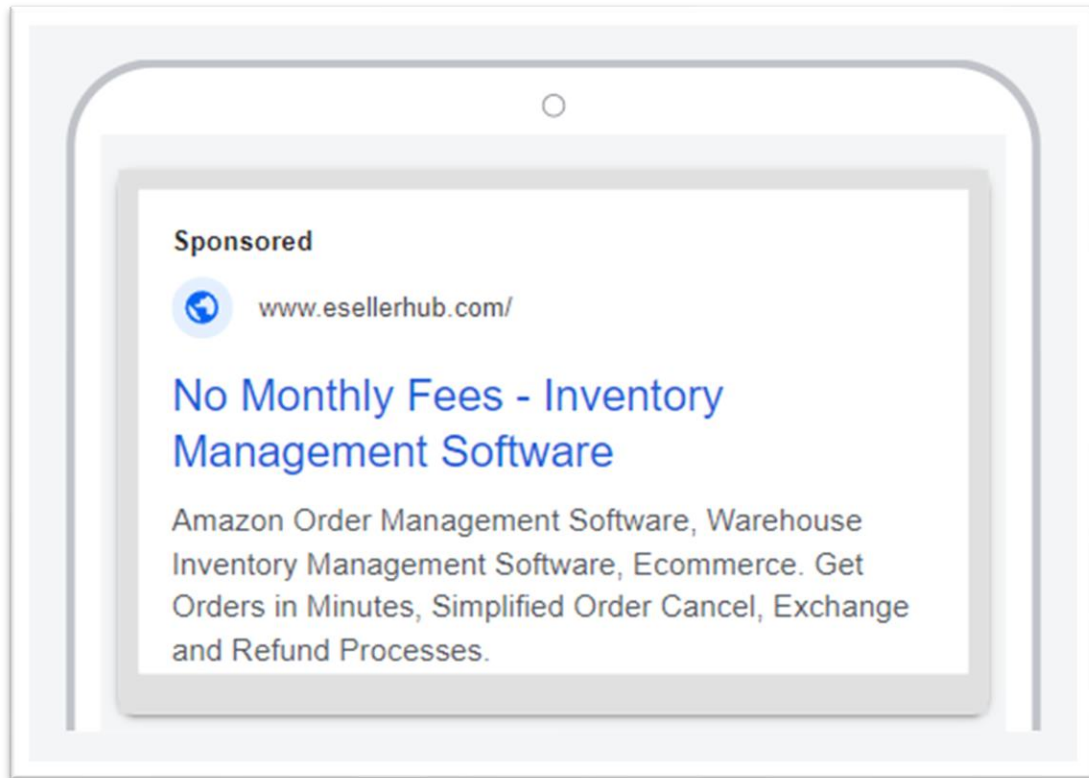 Sponsored
www.esellerhub.com/
No Monthly Fees - Inventory
Management Software
Amazon Order Management Software, Warehouse
Inventory Management Software, Ecommerce. Get
Orders in Minutes, Simplified Order Cancel, Exchange
and Refund Processes.